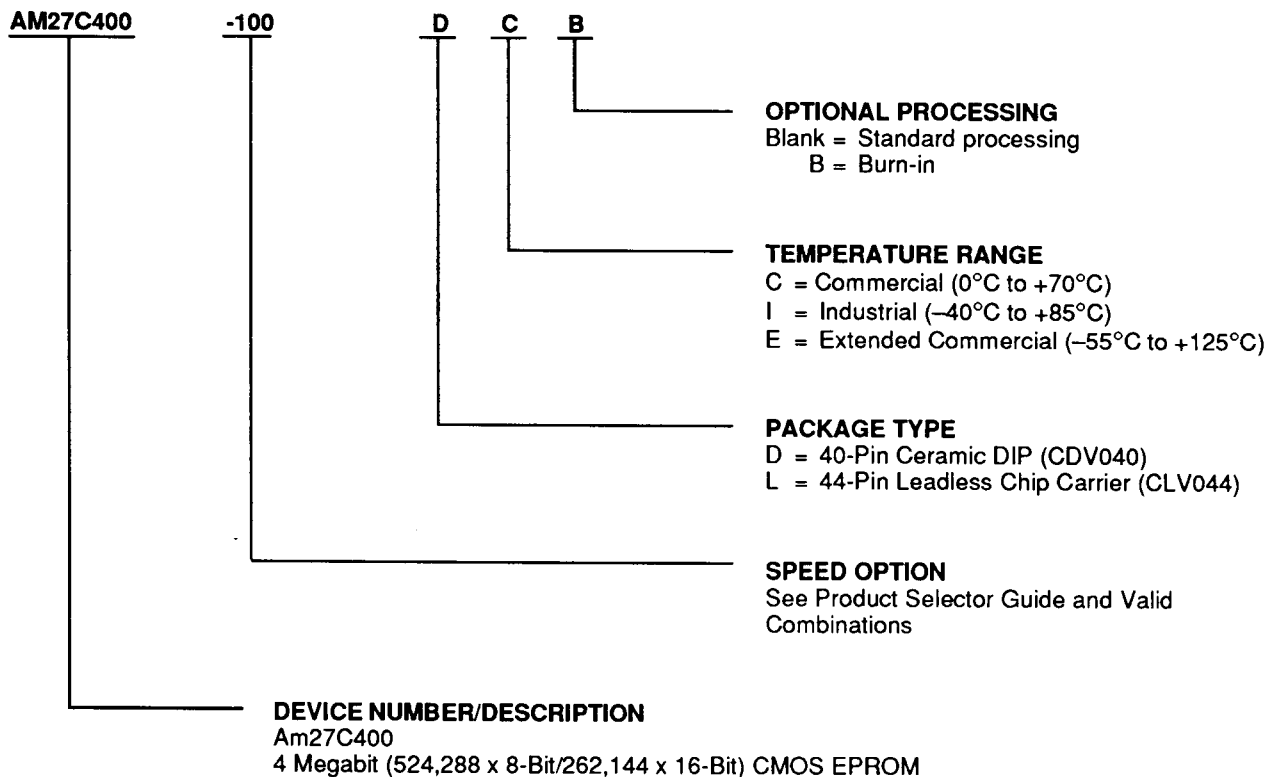 AM27C400 -100 D C B
OPTIONAL PROCESSING
Blank = Standard processing
B = Burn-in
TEMPERATURE RANGE
C = Commercial (0°C to +70°C)
I = Industrial (–40°C to +85°C)
E = Extended Commercial (–55°C to +125°C)
PACKAGE TYPE
D = 40-Pin Ceramic DIP (CDV040)
L = 44-Pin Leadless Chip Carrier (CLV044)
SPEED OPTION
See Product Selector Guide and Valid
Combinations
DEVICE NUMBER/DESCRIPTION
Am27C400
4 Megabit (524,288 x 8-Bit/262,144 x 16-Bit) CMOS EPROM